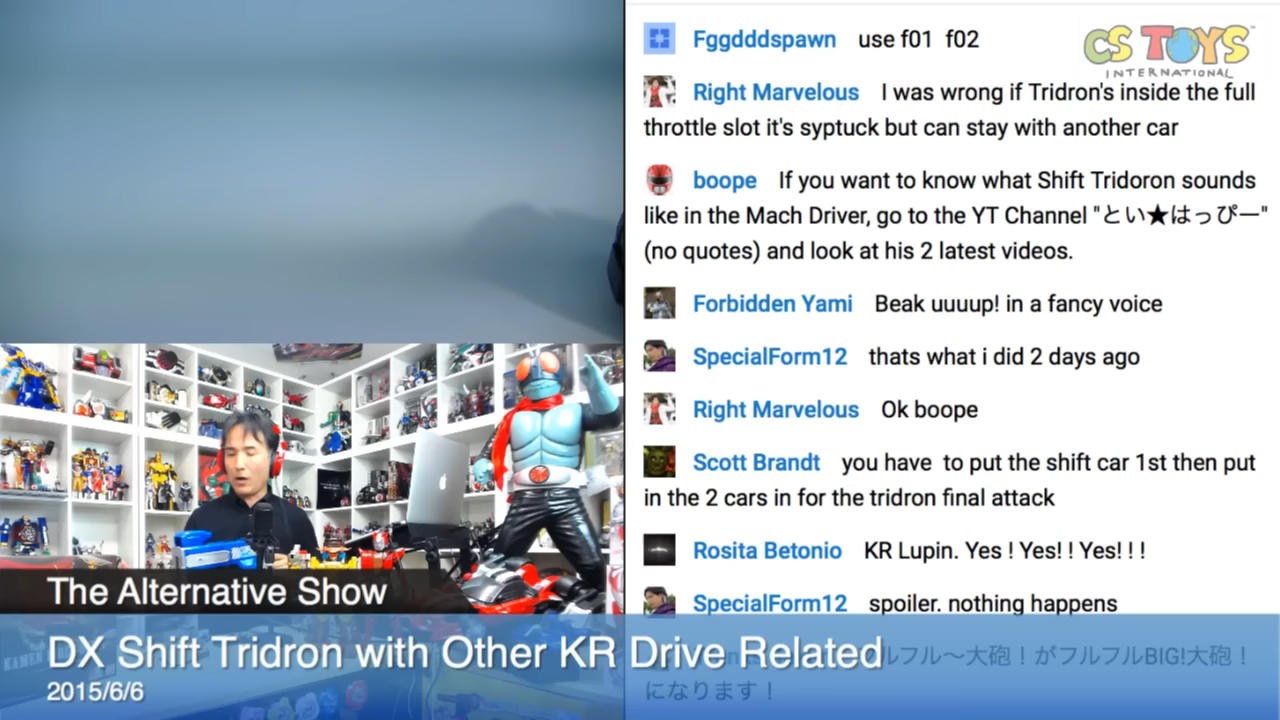 Fggdddspawn use f01 f02
CS TOYS
INTERNATIONAL
Right Marvelous I was wrong if Tridron's inside the full
throttle slot it's syptuck but can stay with another car
boope If you want to know what Shift Tridoron sounds
like in the Mach Driver, go to the YT Channel "とい★はっぴー"
(no quotes) and look at his 2 latest videos.
Forbidden Yami Beak uuuup! in a fancy voice
SpecialForm12 thats what i did 2 days ago
Right Marvelous Ok boope
Scott Brandt you have to put the shift car 1st then put
in the 2 cars in for the tridron final attack
Rosita Betonio KR Lupin. Yes ! Yes! ! Yes! ! !
SpecialForm12 spoiler. nothing happens
ルフル〜大砲！がフルフルBIG!大砲！
になります！
The Alternative Show
DX Shift Tridron with Other KR Drive Related
2015/6/6